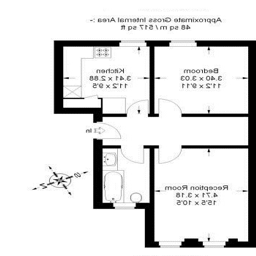 Approximate Gross Internal Area :-
48 sq m / 517 sq ft
Kitchen
3.41 x 2.88
11'2 x 9'5
Bedroom
3.40 x 3.03
11'2 x 9'11
In
Reception Room
4.71 x 3.18
15'5 x 10'5